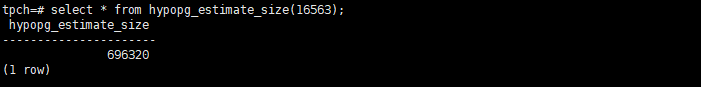 tpch=# select * from hypopg_estimate_size(16563);
 hypopg_estimate_size
----------------------
               696320
(1 row)